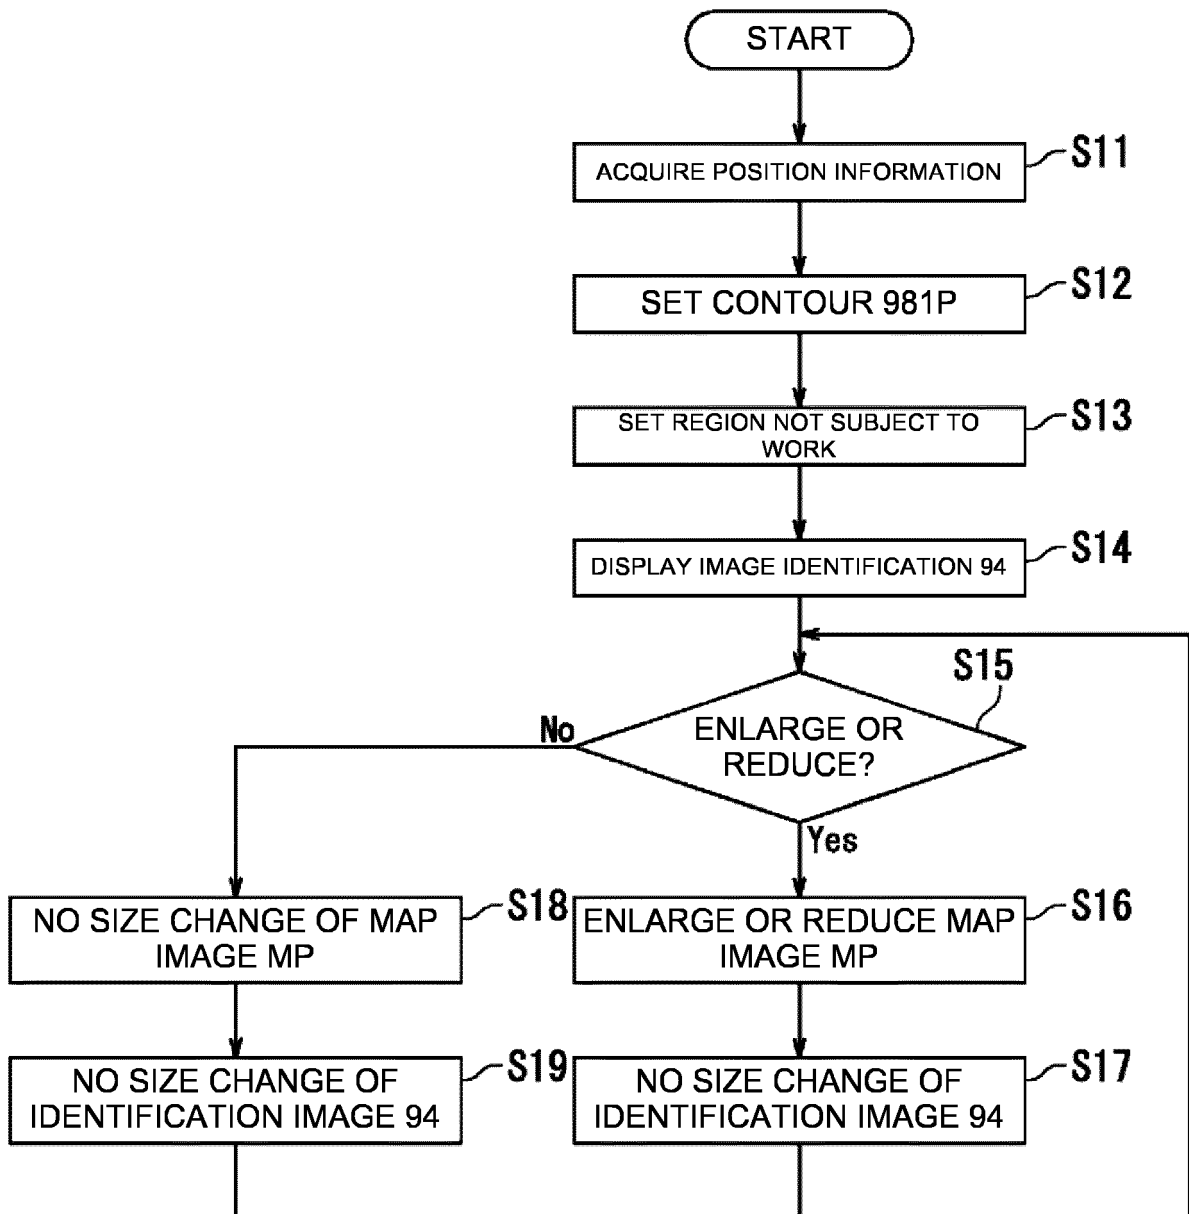 START
ACQUIRE POSITION INFORMATION
S11
SET CONTOUR 981P
S12
SET REGION NOT SUBJECT TO
WORK
S13
DISPLAY IMAGE IDENTIFICATION 94
S14
S15
ENLARGE OR
REDUCE?
No
Yes
NO SIZE CHANGE OF MAP
IMAGE MP
S18
ENLARGE OR REDUCE MAP
IMAGE MP
S16
NO SIZE CHANGE OF
IDENTIFICATION IMAGE 94
S19
NO SIZE CHANGE OF
IDENTIFICATION IMAGE 94
S17